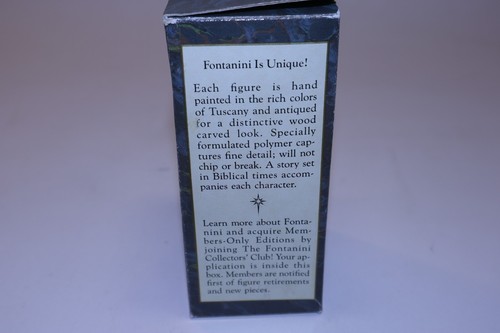 Fontanini Is Unique!
Each figure is hand
painted in the rich colors
of Tuscany and antiqued
for a distinctive wood
carved look. Specially
formulated polymer cap-
tures fine detail; will not
chip or break. A story set
in Biblical times accom-
panies each character.
Learn more about Fonta-
nini and acquire Mem-
bers-Only Editions by
joining The Fontanini
Collectors' Club! Your ap-
plication is inside this
box. Members are notified
first of figure retirements
and new pieces.